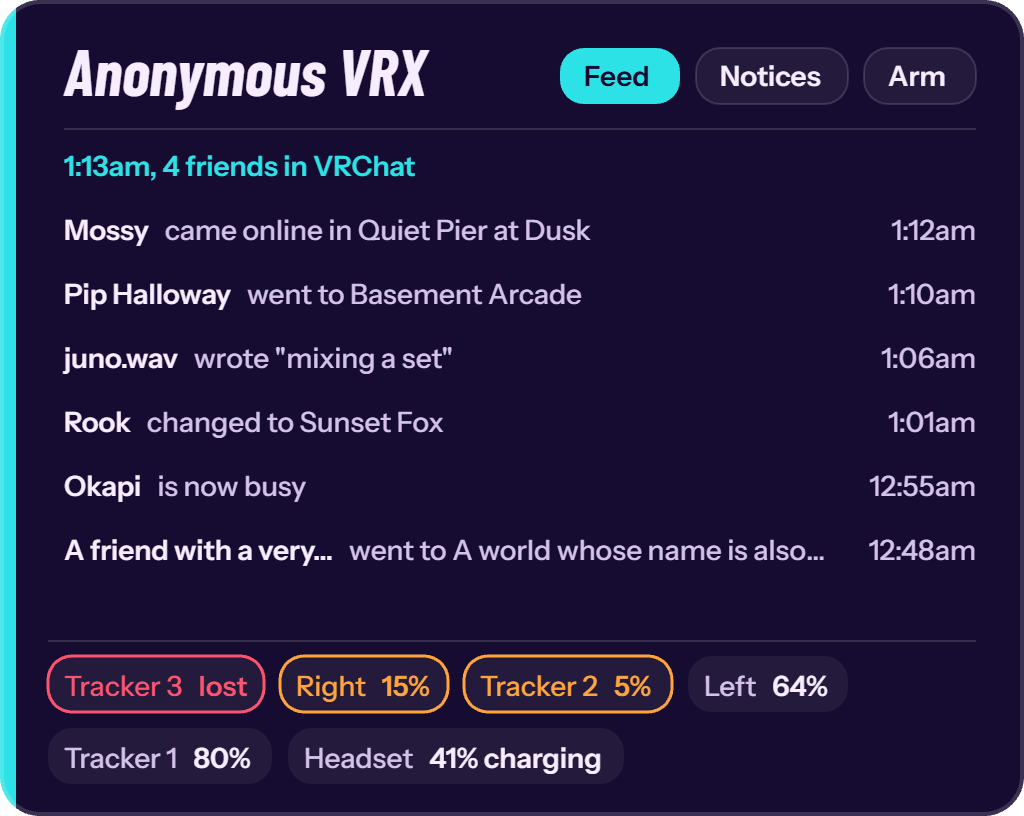 Anonymous VRX Feed Notices Arm
1:13am, 4 friends in VRChat
Mossy came online in Quiet Pier at Dusk 1:12am
Pip Halloway went to Basement Arcade 1:10am
juno.wav wrote "mixing a set" 1:06am
Rook changed to Sunset Fox 1:01am
Okapi is now busy 12:55am
A friend with a very... went to A world whose name is also... 12:48am
Tracker 3 lost Right 15% Tracker 2 5% Left 64%
Tracker 1 80% Headset 41% charging